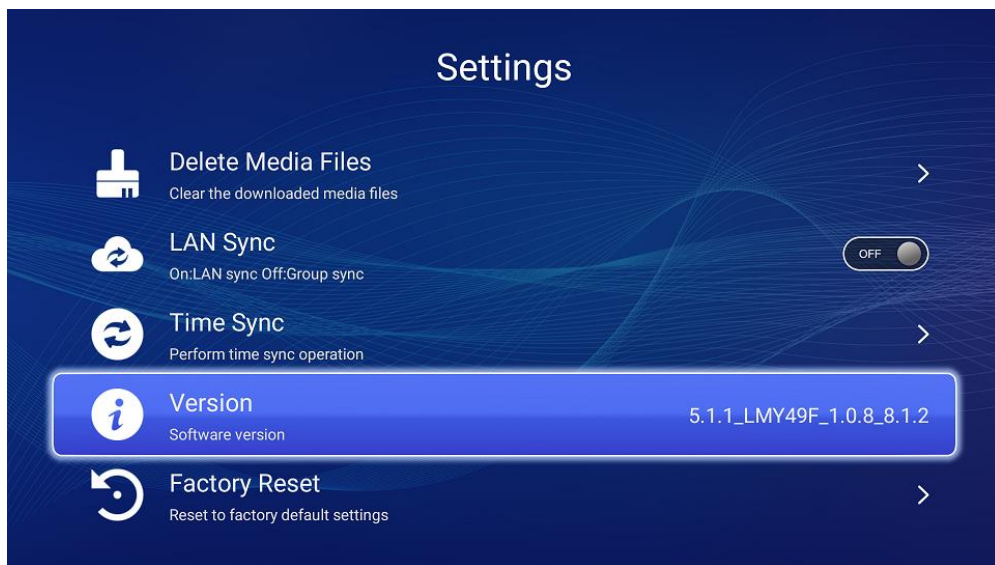 Settings
Delete Media Files
Clear the downloaded media files
LAN Sync
On:LAN sync Off:Group sync
OFF
Time Sync
Perform time sync operation
Version
Software version
5.1.1_LMY49F_1.0.8_8.1.2
Factory Reset
Reset to factory default settings